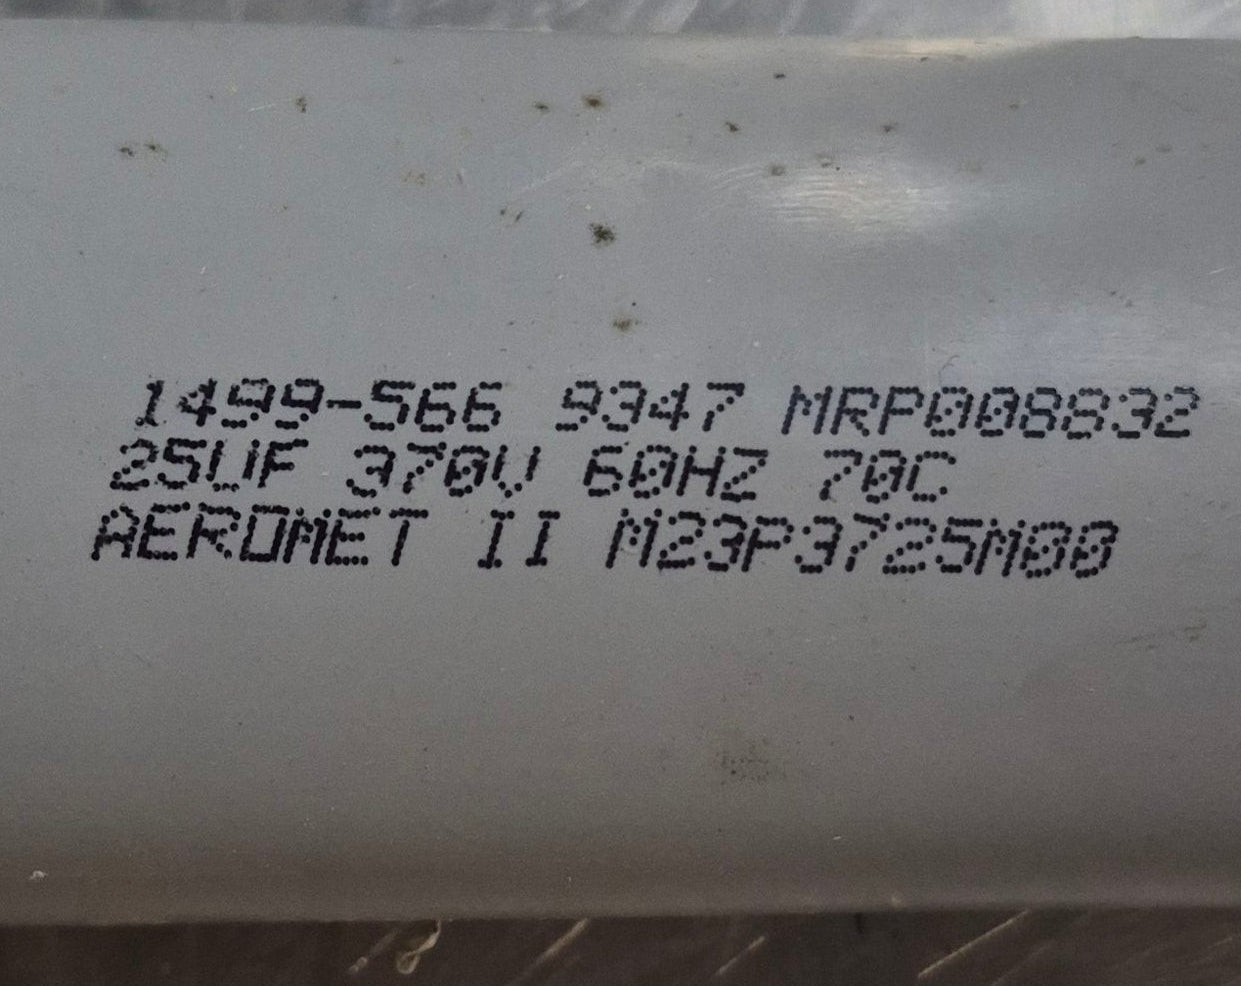 1499-566 9347 MRP008832
25UF 370V 60HZ 70C
AEROMET II M23P3725M00